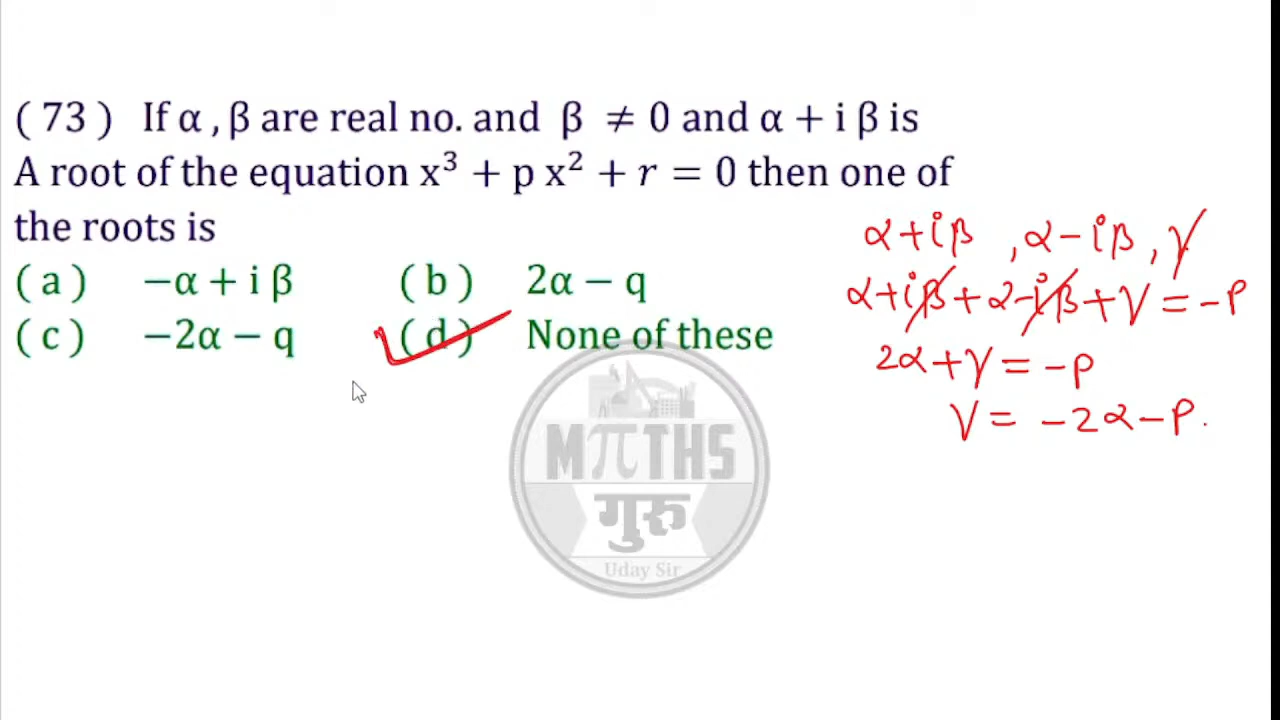 ( 73 ) If α , β are real no. and β ≠ 0 and α + i β is
A root of the equation x³ + p x² + r = 0 then one of
the roots is
( a ) −α + i β ( b ) 2α − q
( c ) −2α − q ( d ) None of these
α+iβ , α−iβ, γ
α+iβ+α−iβ+γ=−P
2α+γ=−P
γ= −2α−P.
MπTHS
गुरु
Uday Sir